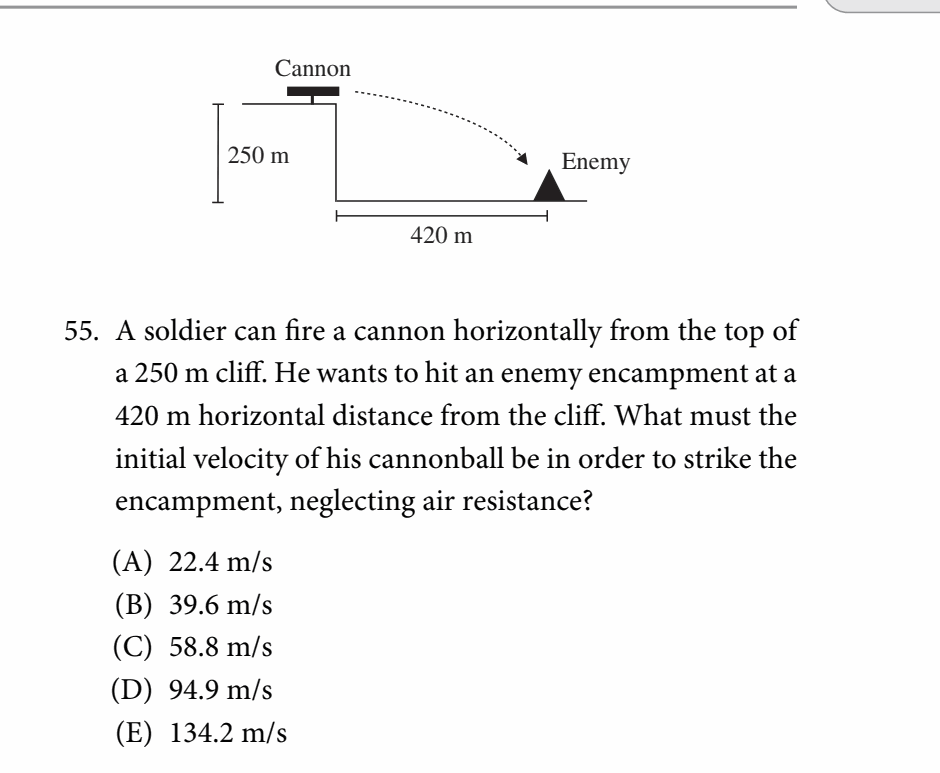 Cannon
250 m
Enemy
420 m
55. A soldier can fire a cannon horizontally from the top of
a 250 m cliff. He wants to hit an enemy encampment at a
420 m horizontal distance from the cliff. What must the
initial velocity of his cannonball be in order to strike the
encampment, neglecting air resistance?
(A) 22.4 m/s
(B) 39.6 m/s
(C) 58.8 m/s
(D) 94.9 m/s
(E) 134.2 m/s